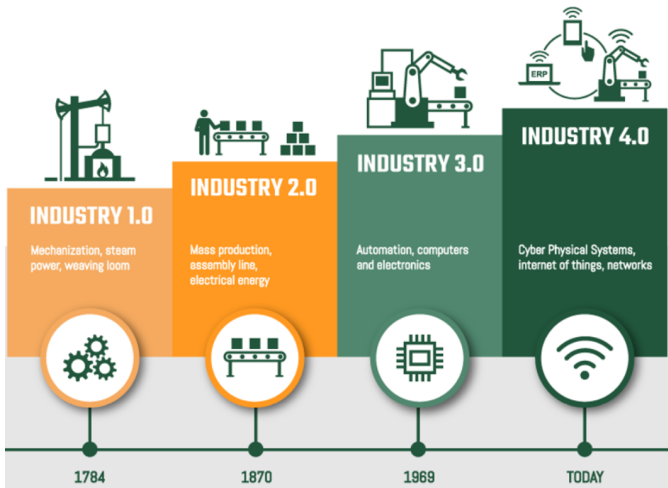 ERP
INDUSTRY 1.0
Mechanization, steam
power, weaving loom
INDUSTRY 2.0
Mass production,
assembly line,
electrical energy
INDUSTRY 3.0
Automation, computers
and electronics
INDUSTRY 4.0
Cyber Physical Systems,
internet of things, networks
1784
1870
1969
TODAY